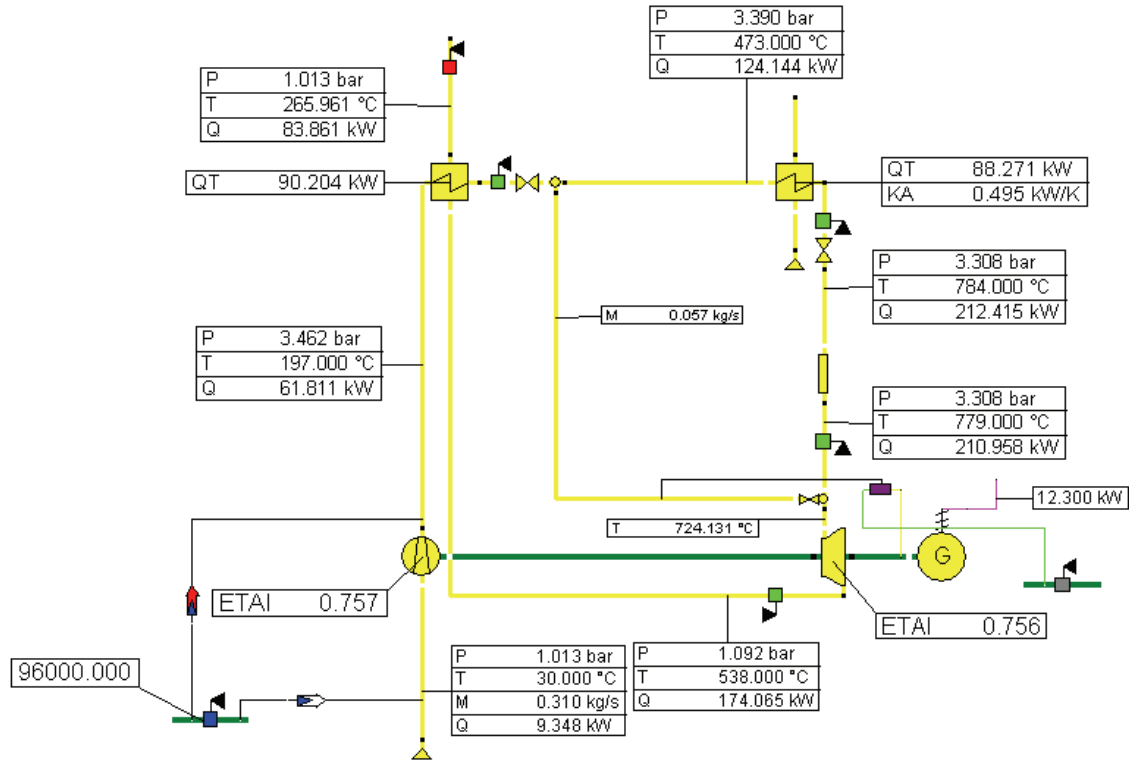 P 3.390 bar
T 473.000 °C
Q 124.144 kW
P 1.013 bar
T 265.961 °C
Q 83.861 kW
QT 90.204 kW
QT 88.271 kW
KA 0.495 kW/K
P 3.308 bar
T 784.000 °C
Q 212.415 kW
M 0.057 kg/s
P 3.462 bar
T 197.000 °C
Q 61.811 kW
P 3.308 bar
T 779.000 °C
Q 210.958 kW
12.300 kW
T 724.131 °C
G
ETAI 0.757
ETAI 0.756
96000.000
P 1.013 bar
T 30.000 °C
M 0.310 kg/s
Q 9.348 kW
P 1.092 bar
T 538.000 °C
Q 174.065 kW